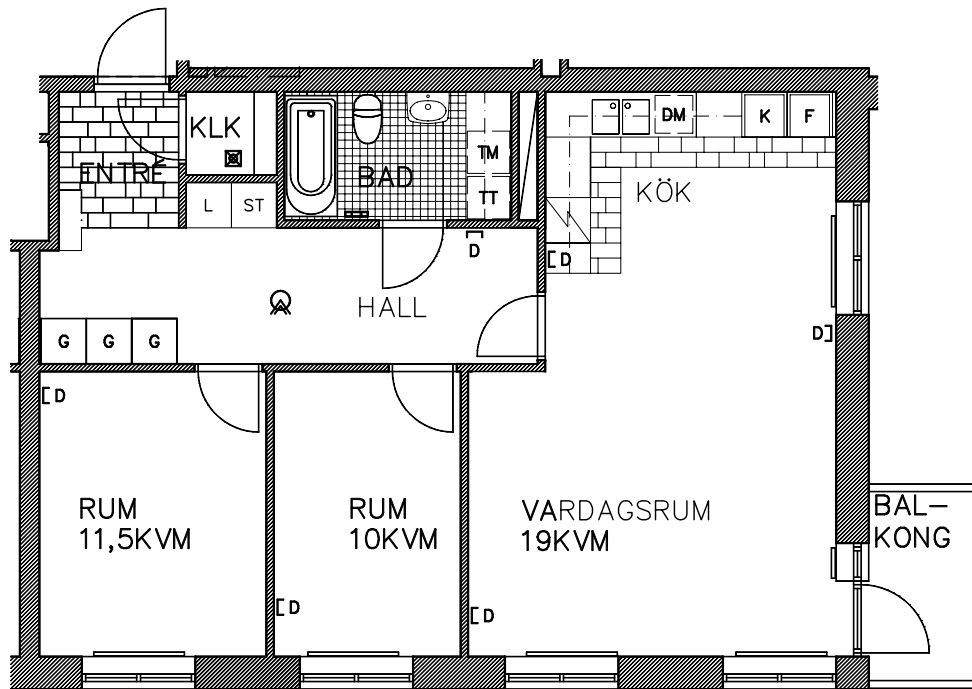 KLK
DM
K
F
ENTRÉ
BAD
TM
TT
KÖK
L
ST
D
D
HALL
D
G
G
G
D
RUM
11,5KVM
RUM
10KVM
VARDAGSRUM
19KVM
BAL-
KONG
D
D